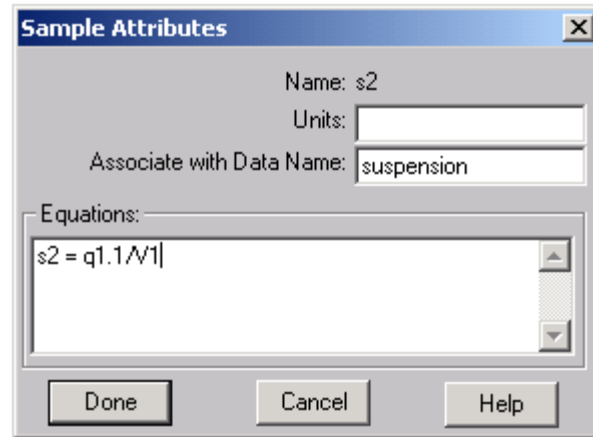 Sample Attributes
Name: s2
Units:
Associate with Data Name: suspension
Equations:
s2 = q1.1/V1
Done Cancel Help